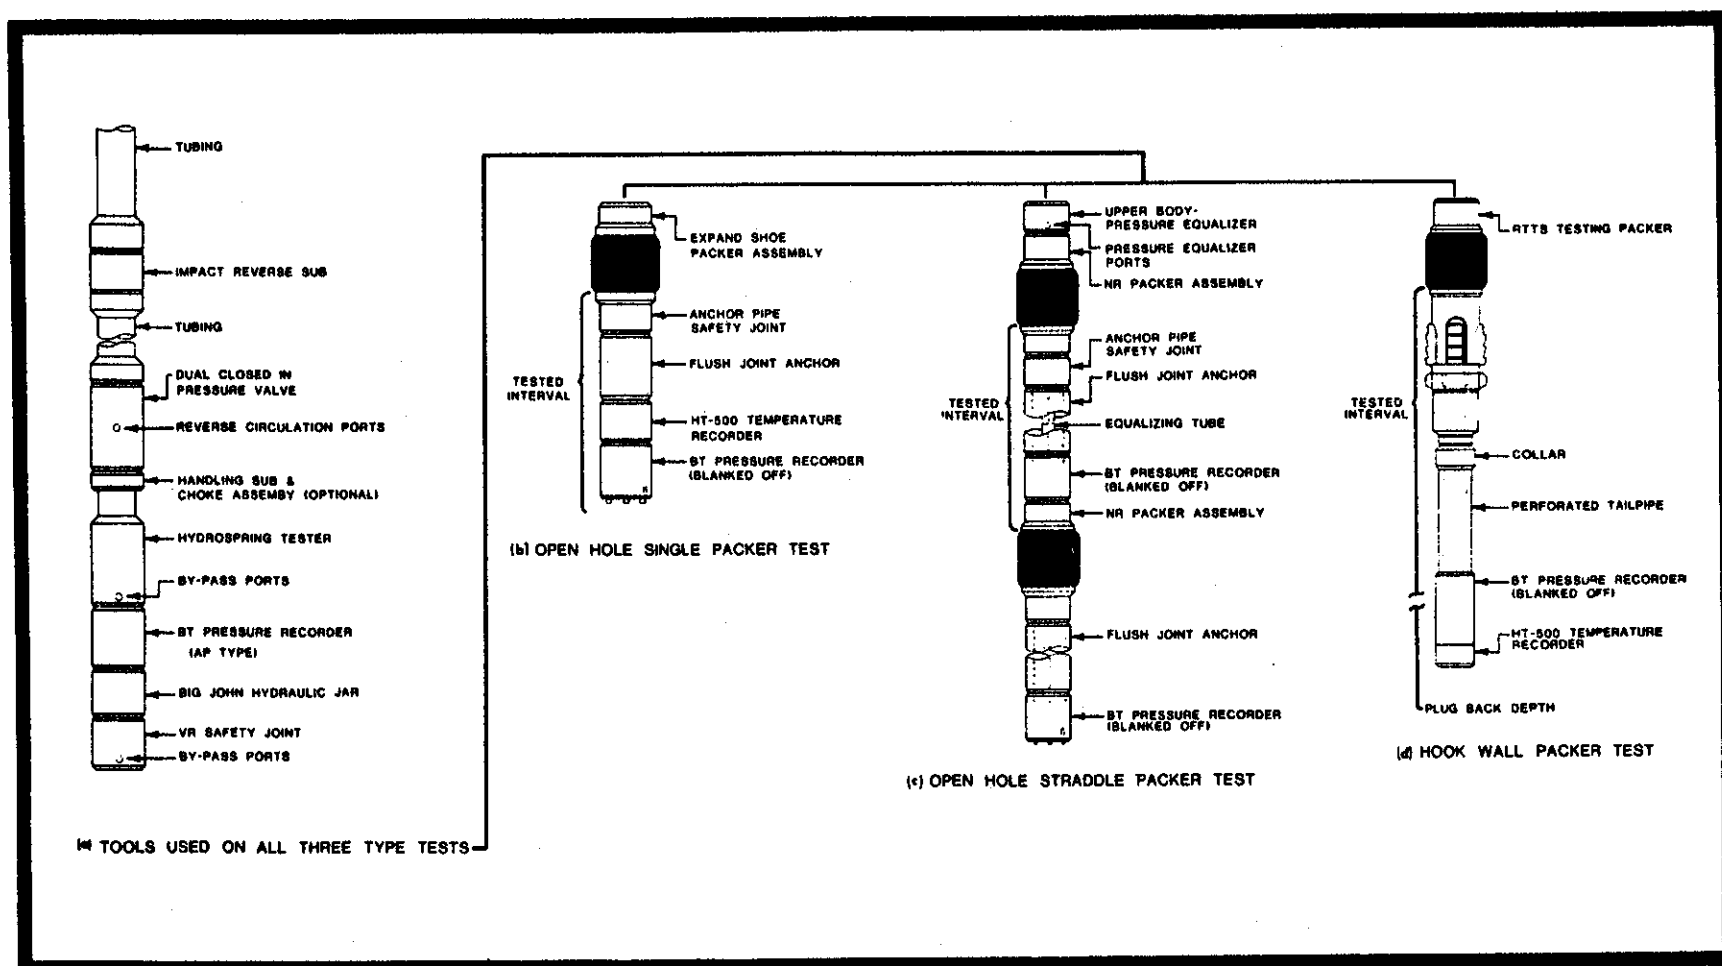 TUBING
IMPACT REVERSE SUB
TUBING
DUAL CLOSED IN
PRESSURE VALVE
REVERSE CIRCULATION PORTS
HANDLING SUB &
CHOKE ASSEMBY (OPTIONAL)
HYDROSPRING TESTER
BY-PASS PORTS
BT PRESSURE RECORDER
(AP TYPE)
BIG JOHN HYDRAULIC JAR
VR SAFETY JOINT
BY-PASS PORTS
(a) TOOLS USED ON ALL THREE TYPE TESTS
EXPAND SHOE
PACKER ASSEMBLY
ANCHOR PIPE
SAFETY JOINT
FLUSH JOINT ANCHOR
TESTED
INTERVAL
HT-500 TEMPERATURE
RECORDER
BT PRESSURE RECORDER
(BLANKED OFF)
(b) OPEN HOLE SINGLE PACKER TEST
UPPER BODY-
PRESSURE EQUALIZER
PRESSURE EQUALIZER
PORTS
NR PACKER ASSEMBLY
ANCHOR PIPE
SAFETY JOINT
FLUSH JOINT ANCHOR
TESTED
INTERVAL
EQUALIZING TUBE
BT PRESSURE RECORDER
(BLANKED OFF)
NR PACKER ASSEMBLY
FLUSH JOINT ANCHOR
BT PRESSURE RECORDER
(BLANKED OFF)
(c) OPEN HOLE STRADDLE PACKER TEST
RTTS TESTING PACKER
TESTED
INTERVAL
COLLAR
PERFORATED TAILPIPE
BT PRESSURE RECORDER
(BLANKED OFF)
HT-500 TEMPERATURE
RECORDER
PLUG BACK DEPTH
(d) HOOK WALL PACKER TEST